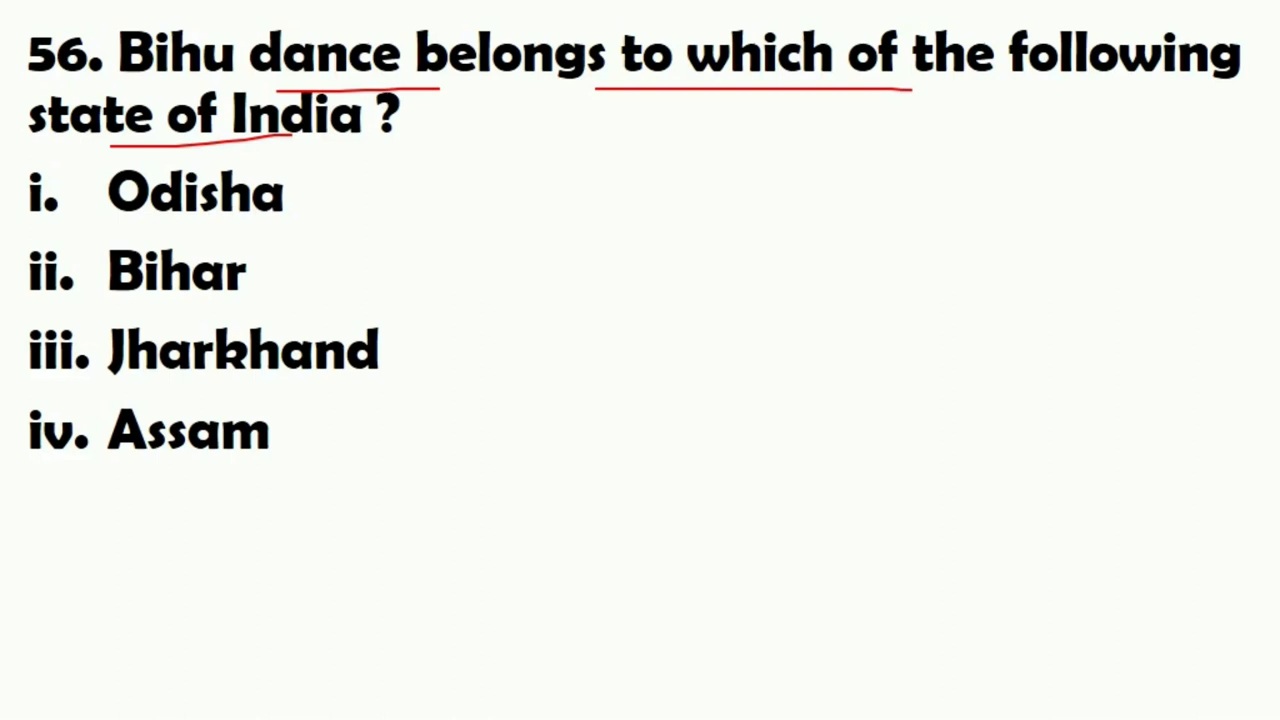 56. Bihu dance belongs to which of the following
state of India ?
i. Odisha
ii. Bihar
iii. Jharkhand
iv. Assam